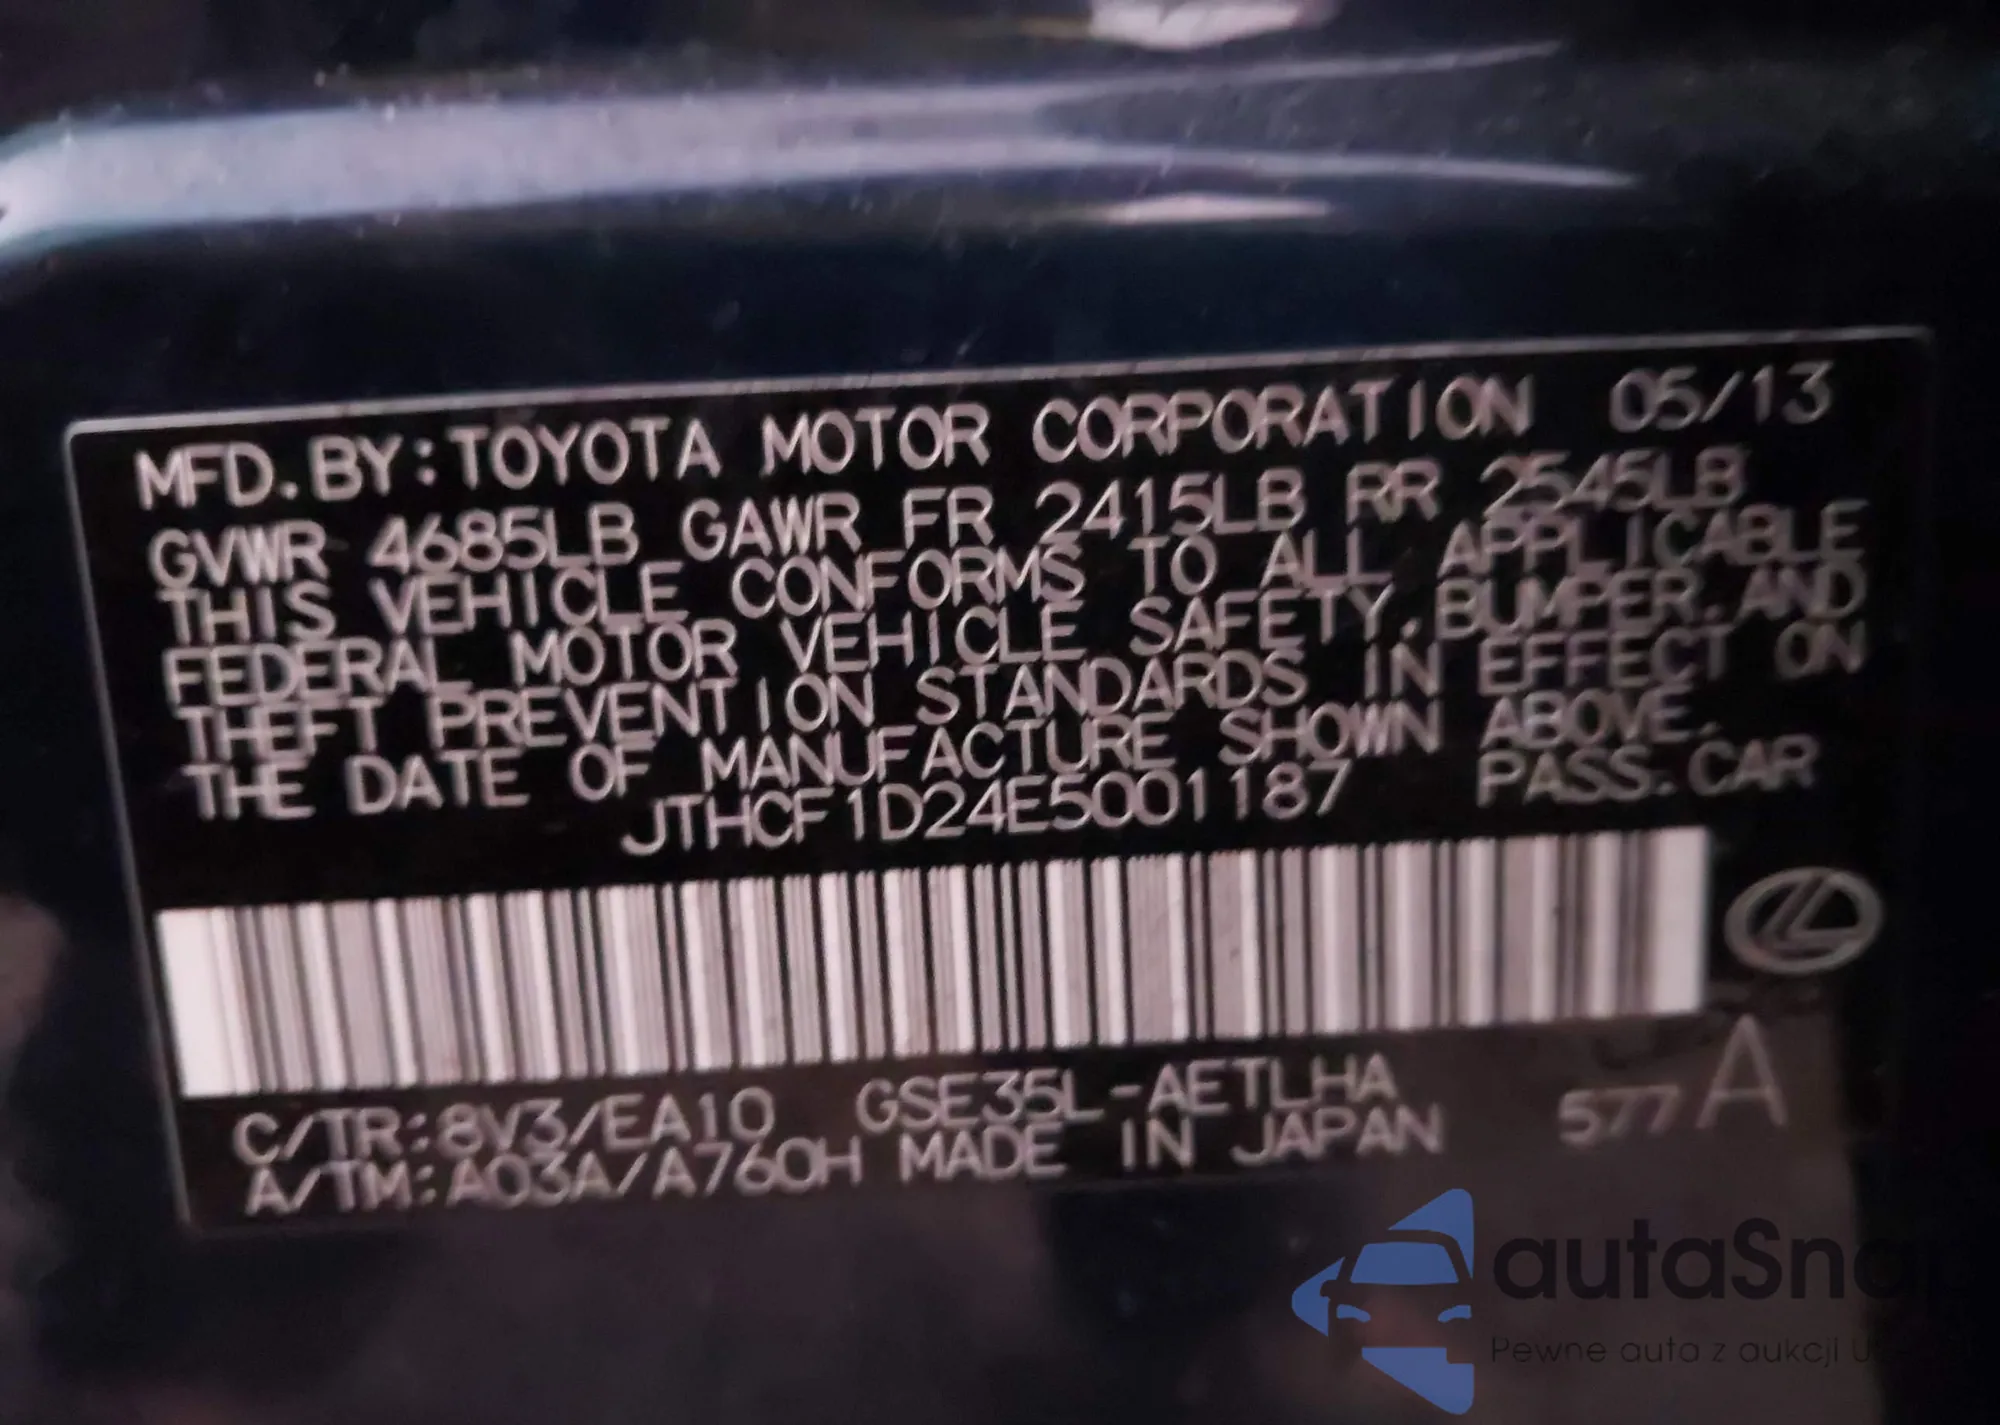 MFD. BY: TOYOTA MOTOR CORPORATION 05/13
GVWR 4685LB GAWR FR 2415LB RR 2545LB
THIS VEHICLE CONFORMS TO ALL APPLICABLE
FEDERAL MOTOR VEHICLE SAFETY, BUMPER, AND
THEFT PREVENTION STANDARDS IN EFFECT ON
THE DATE OF MANUFACTURE SHOWN ABOVE.
JTHCF1D24E5001187 PASS. CAR
C/TR: 8V3/EA10 GSE35L-AETLHA
A/TM: A03A/A760H MADE IN JAPAN 577 A
autaSna
Pewne auta z aukcji U